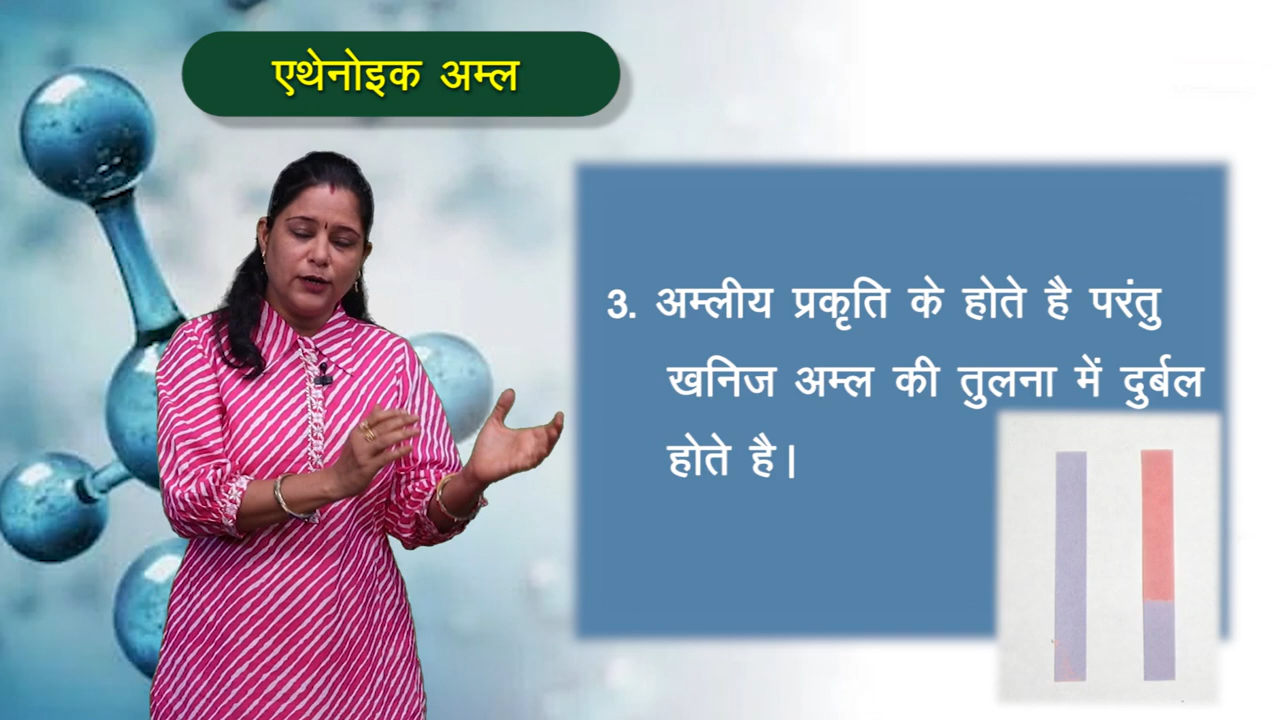 एथेनोइक अम्ल
3. अम्लीय प्रकृति के होते है परंतु
खनिज अम्ल की तुलना में दुर्बल
होते है।